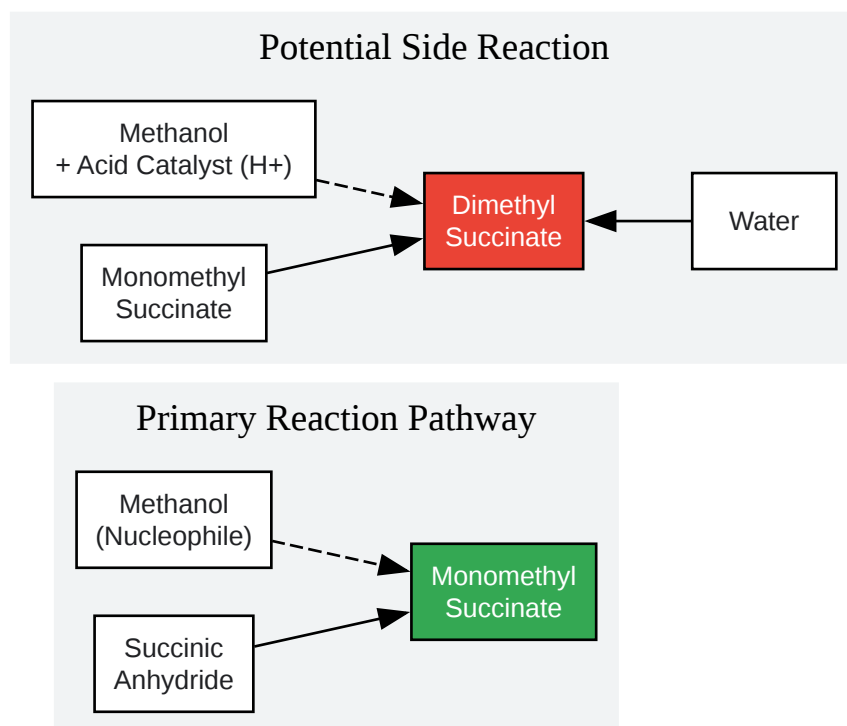 Potential Side Reaction
Methanol
+ Acid Catalyst (H+)
Dimethyl
Succinate
Water
Monomethyl
Succinate
Primary Reaction Pathway
Methanol
(Nucleophile)
Monomethyl
Succinate
Succinic
Anhydride